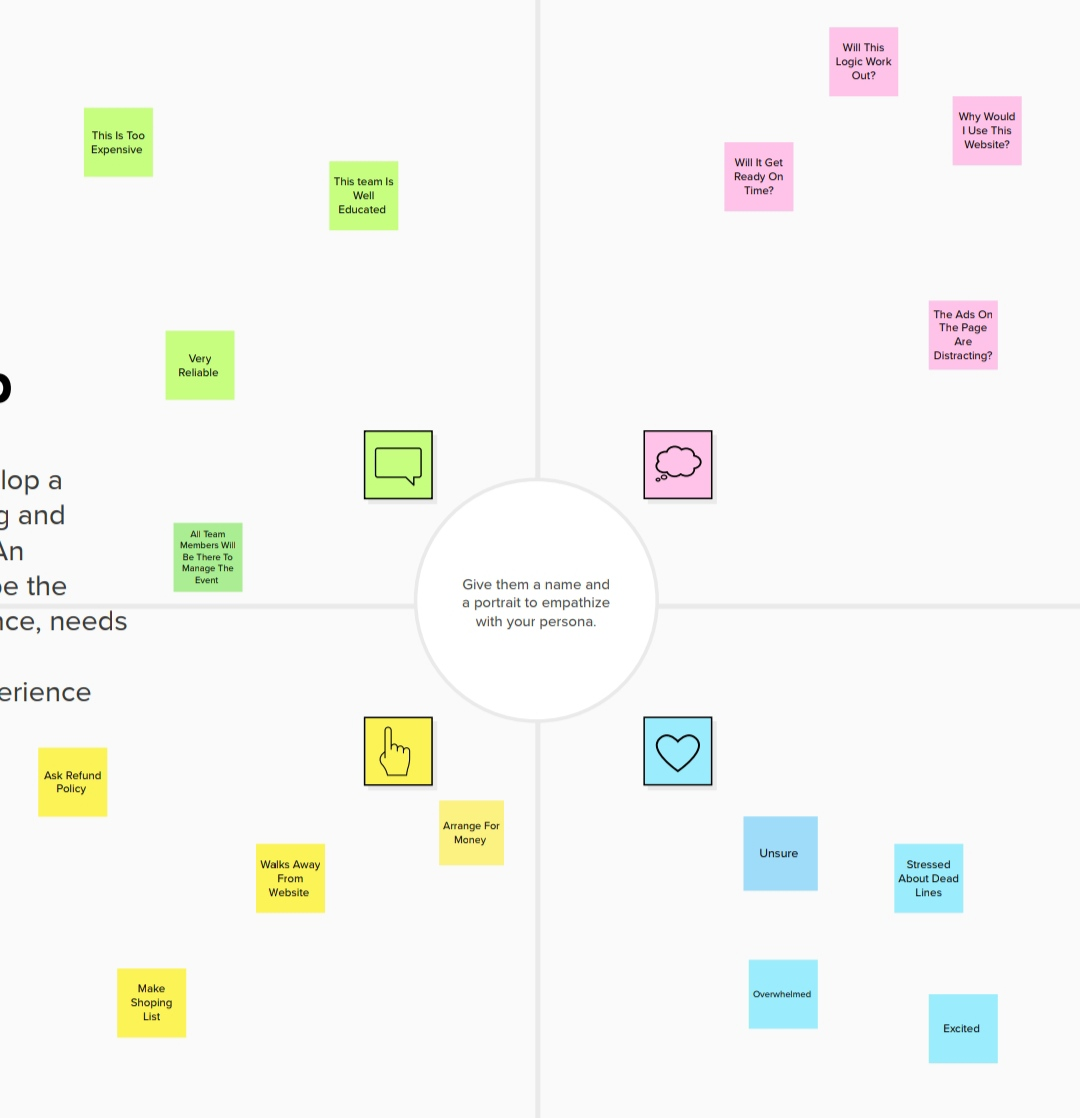 This Is Too
Expensive
This team Is
Well
Educated
Very
Reliable
All Team
Members Will
Be There To
Manage The
Event
Will This
Logic Work
Out?
Why Would
I Use This
Website?
Will It Get
Ready On
Time?
The Ads On
The Page
Are
Distracting?
lop a
g and
An
be the
nce, needs
erience
Give them a name and
a portrait to empathize
with your persona.
Ask Refund
Policy
Walks Away
From
Website
Arrange For
Money
Make
Shoping
List
Unsure
Stressed
About Dead
Lines
Overwhelmed
Excited